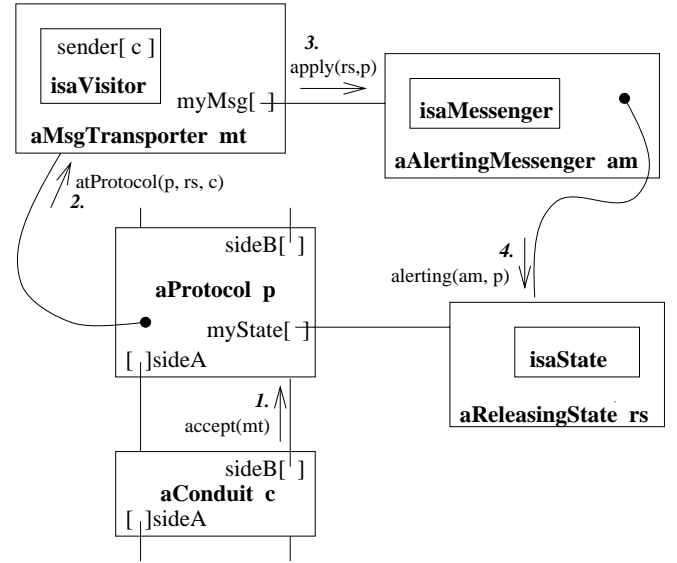 sender[ c ]
isaVisitor
myMsg[ ]
aMsgTransporter mt
3.
apply(rs,p)
isaMessenger
aAlertingMessenger am
atProtocol(p, rs, c)
2.
sideB[ ]
aProtocol p
myState[ ]
[ ]sideA
4.
alerting(am, p)
isaState
aReleasingState rs
1.
accept(mt)
sideB[ ]
aConduit c
[ ]sideA